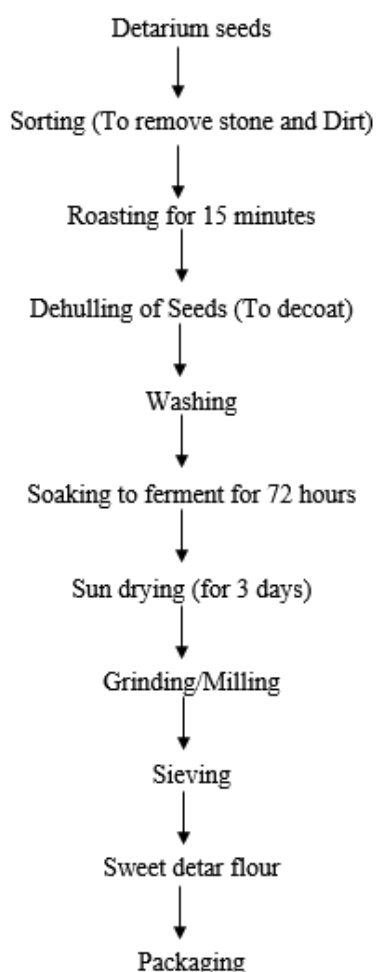 Detarium seeds
Sorting (To remove stone and Dirt)
Roasting for 15 minutes
Dehulling of Seeds (To decoat)
Washing
Soaking to ferment for 72 hours
Sun drying (for 3 days)
Grinding/Milling
Sieving
Sweet detar flour
Packaging